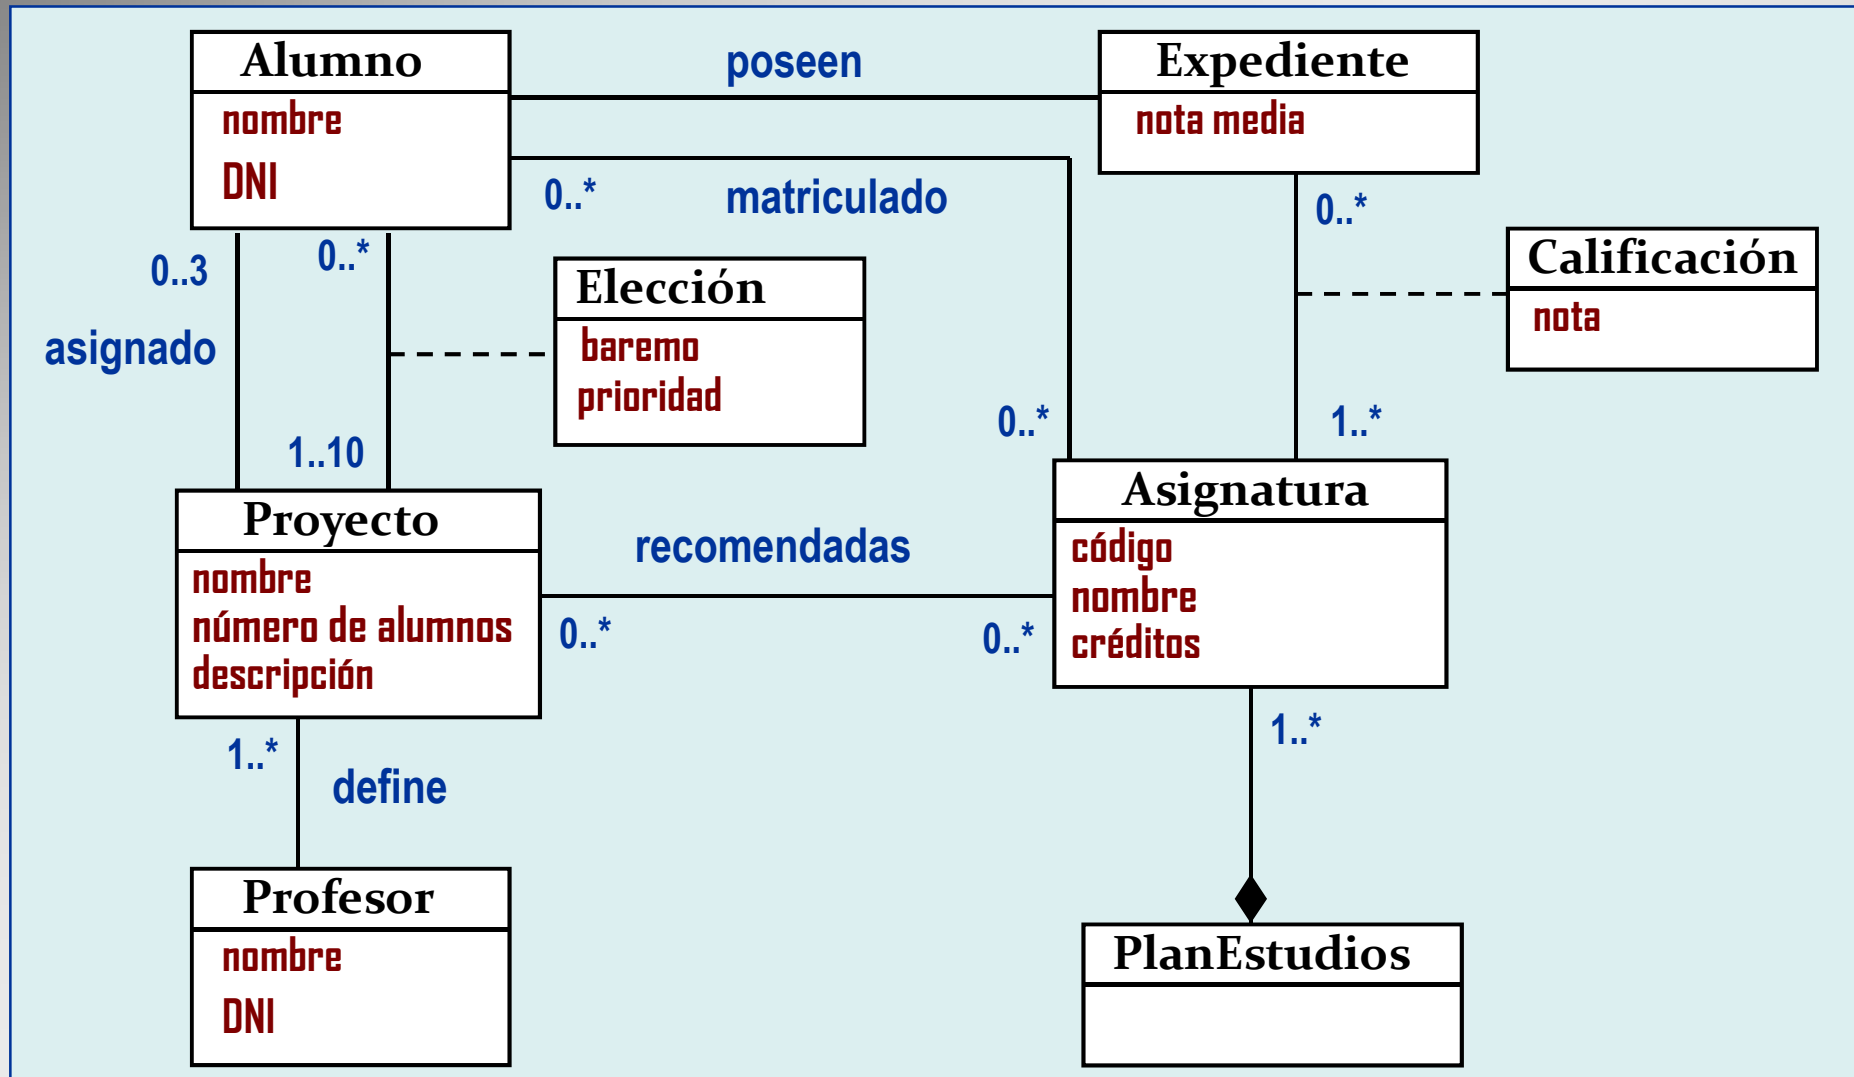 Alumno
nombre
DNI
poseen
Expediente
nota media
0..*
matriculado
0..*
Calificación
nota
0..3
0..*
asignado
Elección
baremo
prioridad
1..10
0..*
1..*
Proyecto
nombre
número de alumnos
descripción
recomendadas
0..*
0..*
Asignatura
código
nombre
créditos
1..*
define
1..*
Profesor
nombre
DNI
PlanEstudios